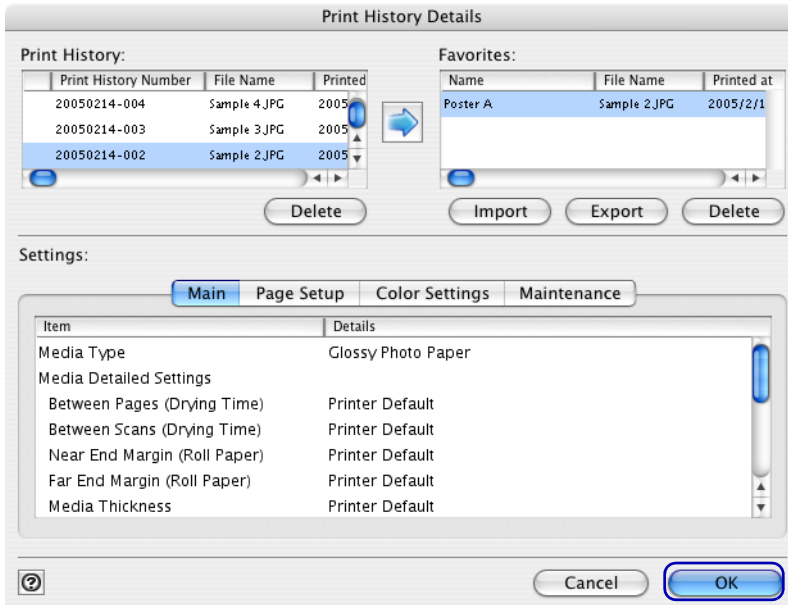 Print History Details
Print History: Favorites:
Print History Number File Name Printed Name File Name Printed at
20050214-004 Sample 4.JPG 2005 Poster A Sample 2.JPG 2005/2/1
20050214-003 Sample 3.JPG 2005
20050214-002 Sample 2.JPG 2005
Delete Import Export Delete
Settings:
Main Page Setup Color Settings Maintenance
Item Details
Media Type Glossy Photo Paper
Media Detailed Settings
Between Pages (Drying Time) Printer Default
Between Scans (Drying Time) Printer Default
Near End Margin (Roll Paper) Printer Default
Far End Margin (Roll Paper) Printer Default
Media Thickness Printer Default
? Cancel OK